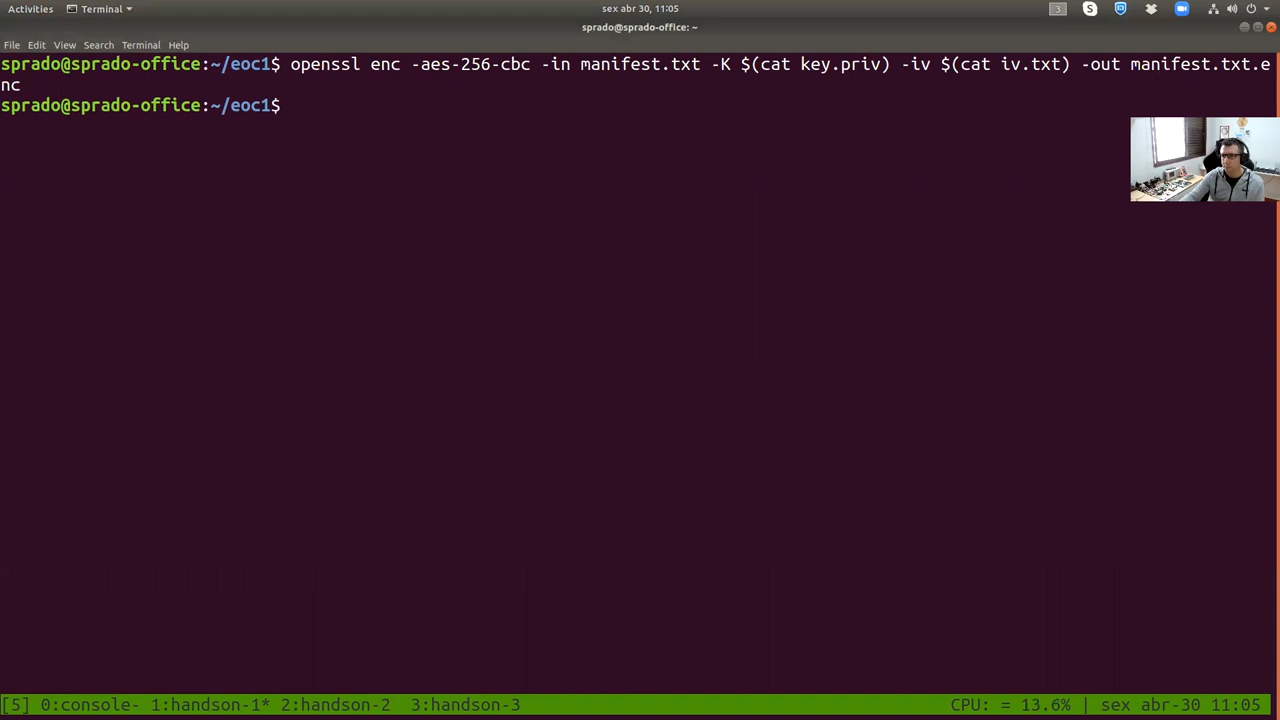 Activities Terminal sex abr 30, 11:05 3
sprado@sprado-office: ~
File Edit View Search Terminal Help
sprado@sprado-office:~/eoc1$ openssl enc -aes-256-cbc -in manifest.txt -K $(cat key.priv) -iv $(cat iv.txt) -out manifest.txt.e
nc
sprado@sprado-office:~/eoc1$
[5] 0:console- 1:handson-1* 2:handson-2 3:handson-3 CPU: = 13.6% | sex abr-30 11:05